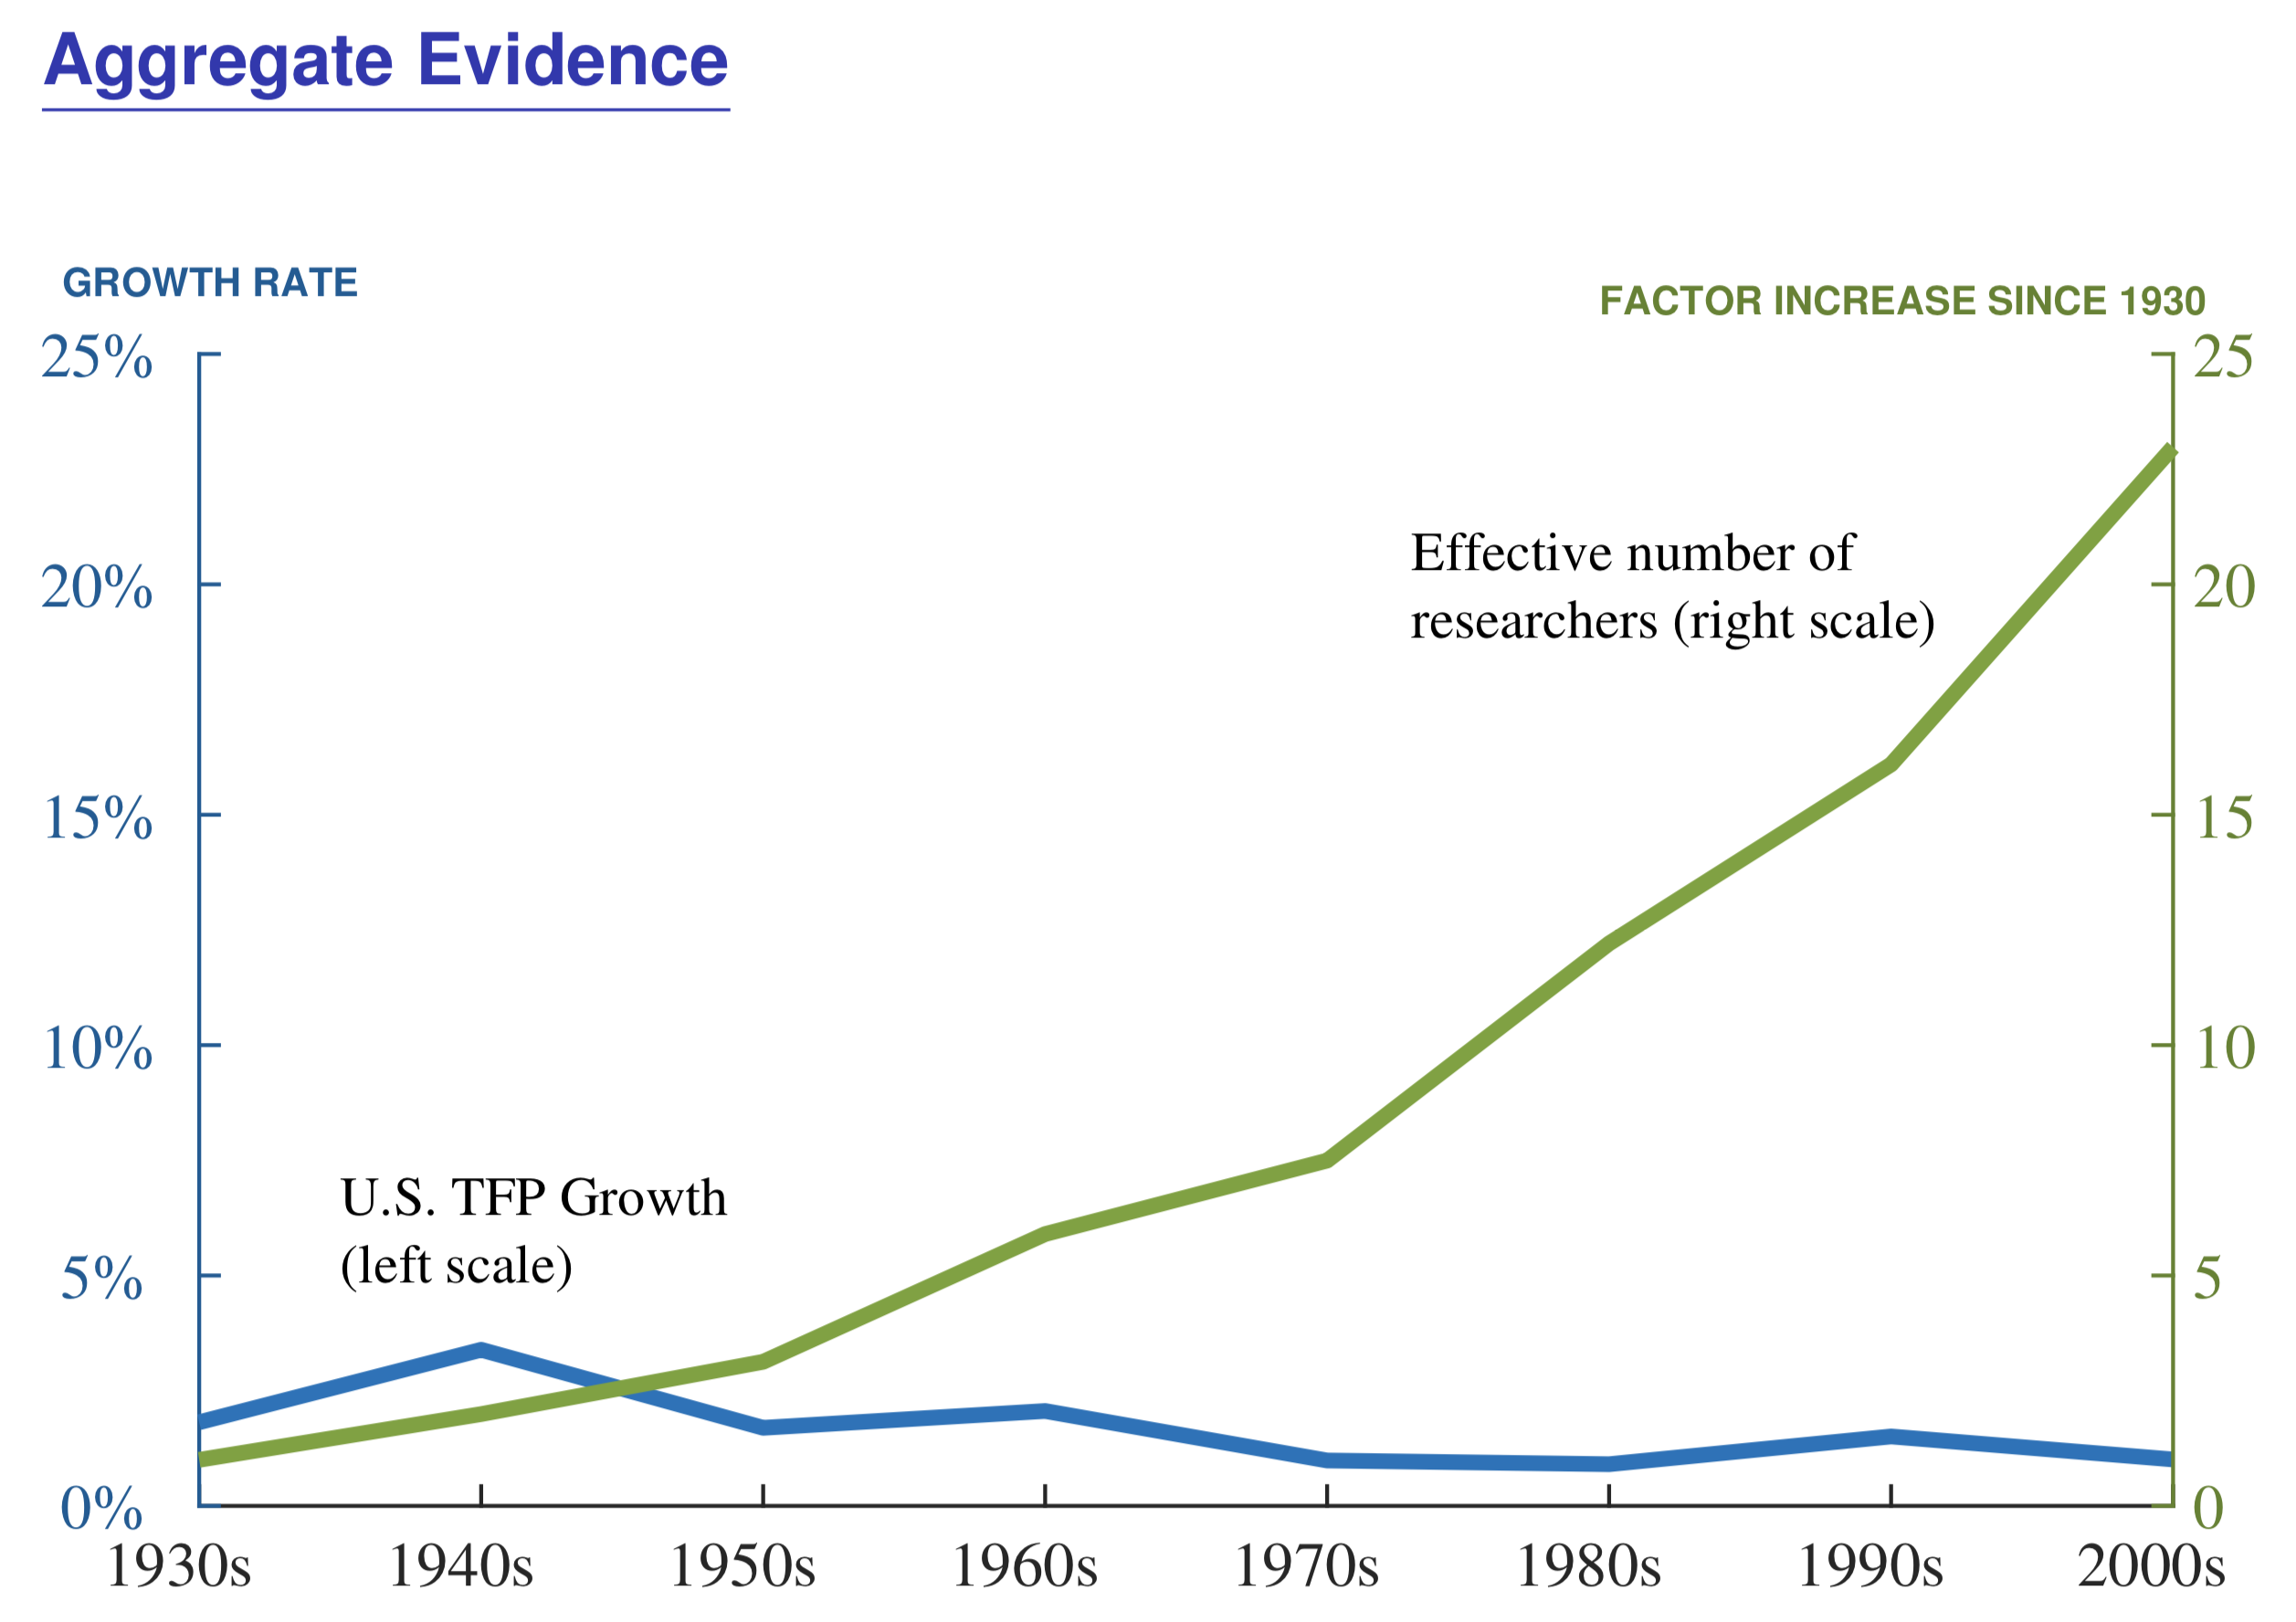 Aggregate Evidence
GROWTH RATE
FACTOR INCREASE SINCE 1930
25%
20%
15%
10%
5%
0%
25
20
15
10
5
0
Effective number of
researchers (right scale)
U.S. TFP Growth
(left scale)
1930s 1940s 1950s 1960s 1970s 1980s 1990s 2000s